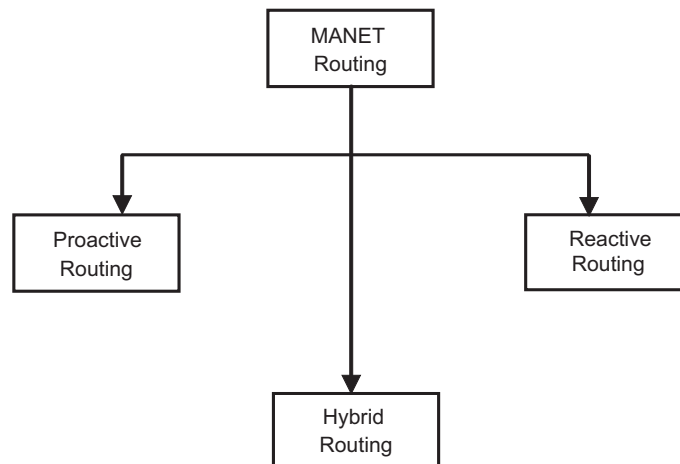 MANET
Routing
Proactive
Routing
Reactive
Routing
Hybrid
Routing